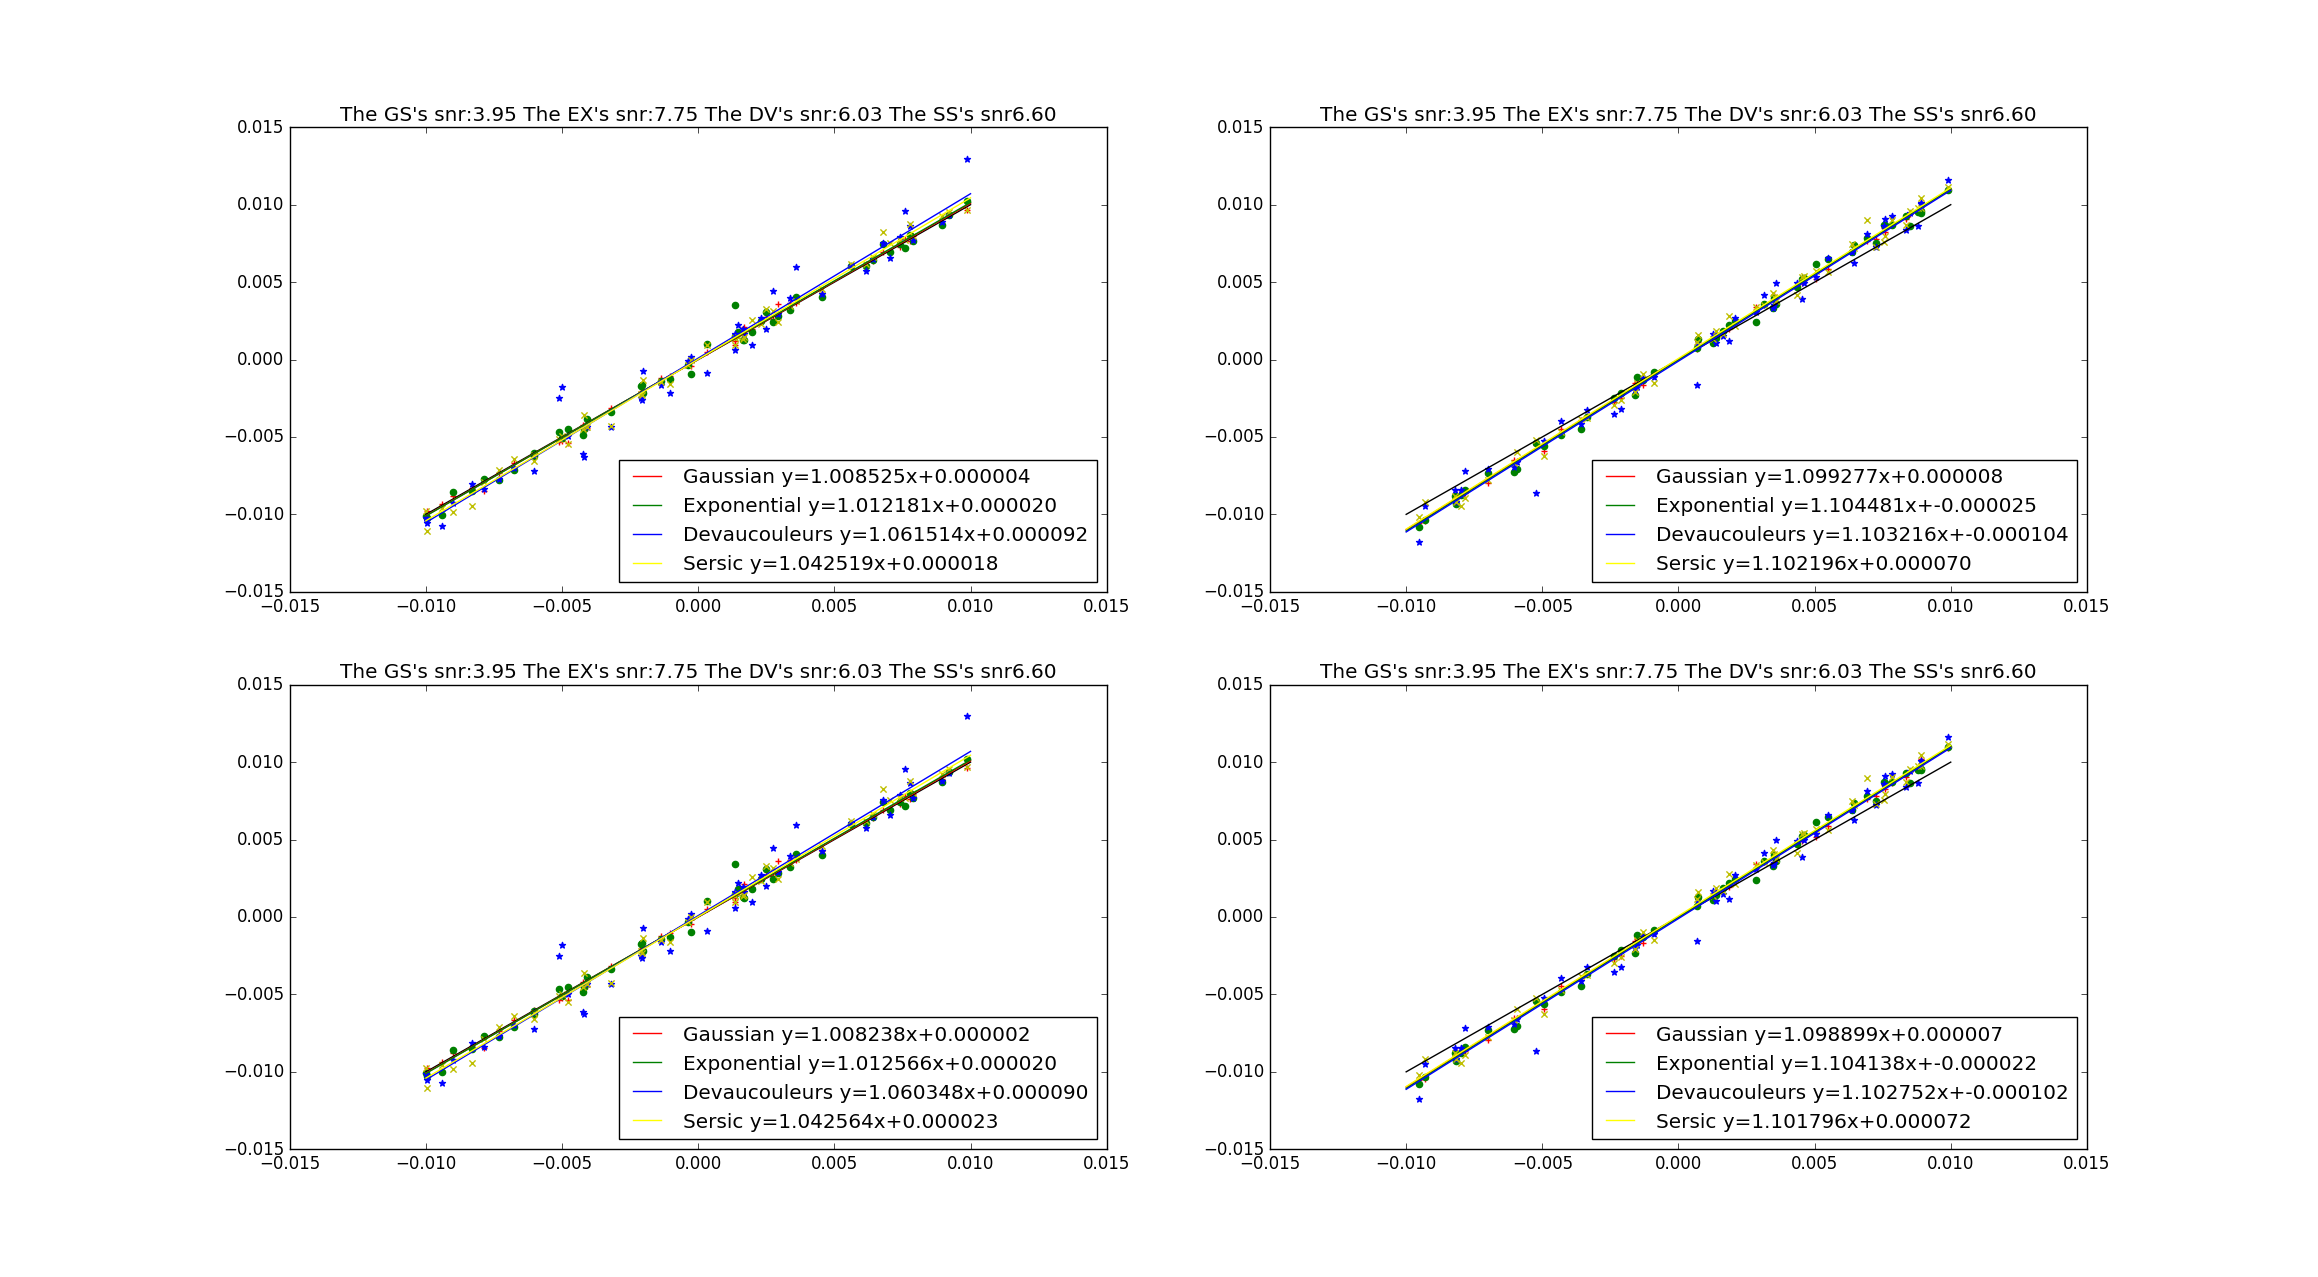 The GS's snr:3.95 The EX's snr:7.75 The DV's snr:6.03 The SS's snr6.60
0.015
0.010
0.005
0.000
−0.005
−0.010
−0.015
−0.015 −0.010 −0.005 0.000 0.005 0.010 0.015
Gaussian y=1.008525x+0.000004
Exponential y=1.012181x+0.000020
Devaucouleurs y=1.061514x+0.000092
Sersic y=1.042519x+0.000018
The GS's snr:3.95 The EX's snr:7.75 The DV's snr:6.03 The SS's snr6.60
0.015
0.010
0.005
0.000
−0.005
−0.010
−0.015
−0.015 −0.010 −0.005 0.000 0.005 0.010 0.015
Gaussian y=1.099277x+0.000008
Exponential y=1.104481x+-0.000025
Devaucouleurs y=1.103216x+-0.000104
Sersic y=1.102196x+0.000070
The GS's snr:3.95 The EX's snr:7.75 The DV's snr:6.03 The SS's snr6.60
0.015
0.010
0.005
0.000
−0.005
−0.010
−0.015
−0.015 −0.010 −0.005 0.000 0.005 0.010 0.015
Gaussian y=1.008238x+0.000002
Exponential y=1.012566x+0.000020
Devaucouleurs y=1.060348x+0.000090
Sersic y=1.042564x+0.000023
The GS's snr:3.95 The EX's snr:7.75 The DV's snr:6.03 The SS's snr6.60
0.015
0.010
0.005
0.000
−0.005
−0.010
−0.015
−0.015 −0.010 −0.005 0.000 0.005 0.010 0.015
Gaussian y=1.098899x+0.000007
Exponential y=1.104138x+-0.000022
Devaucouleurs y=1.102752x+-0.000102
Sersic y=1.101796x+0.000072